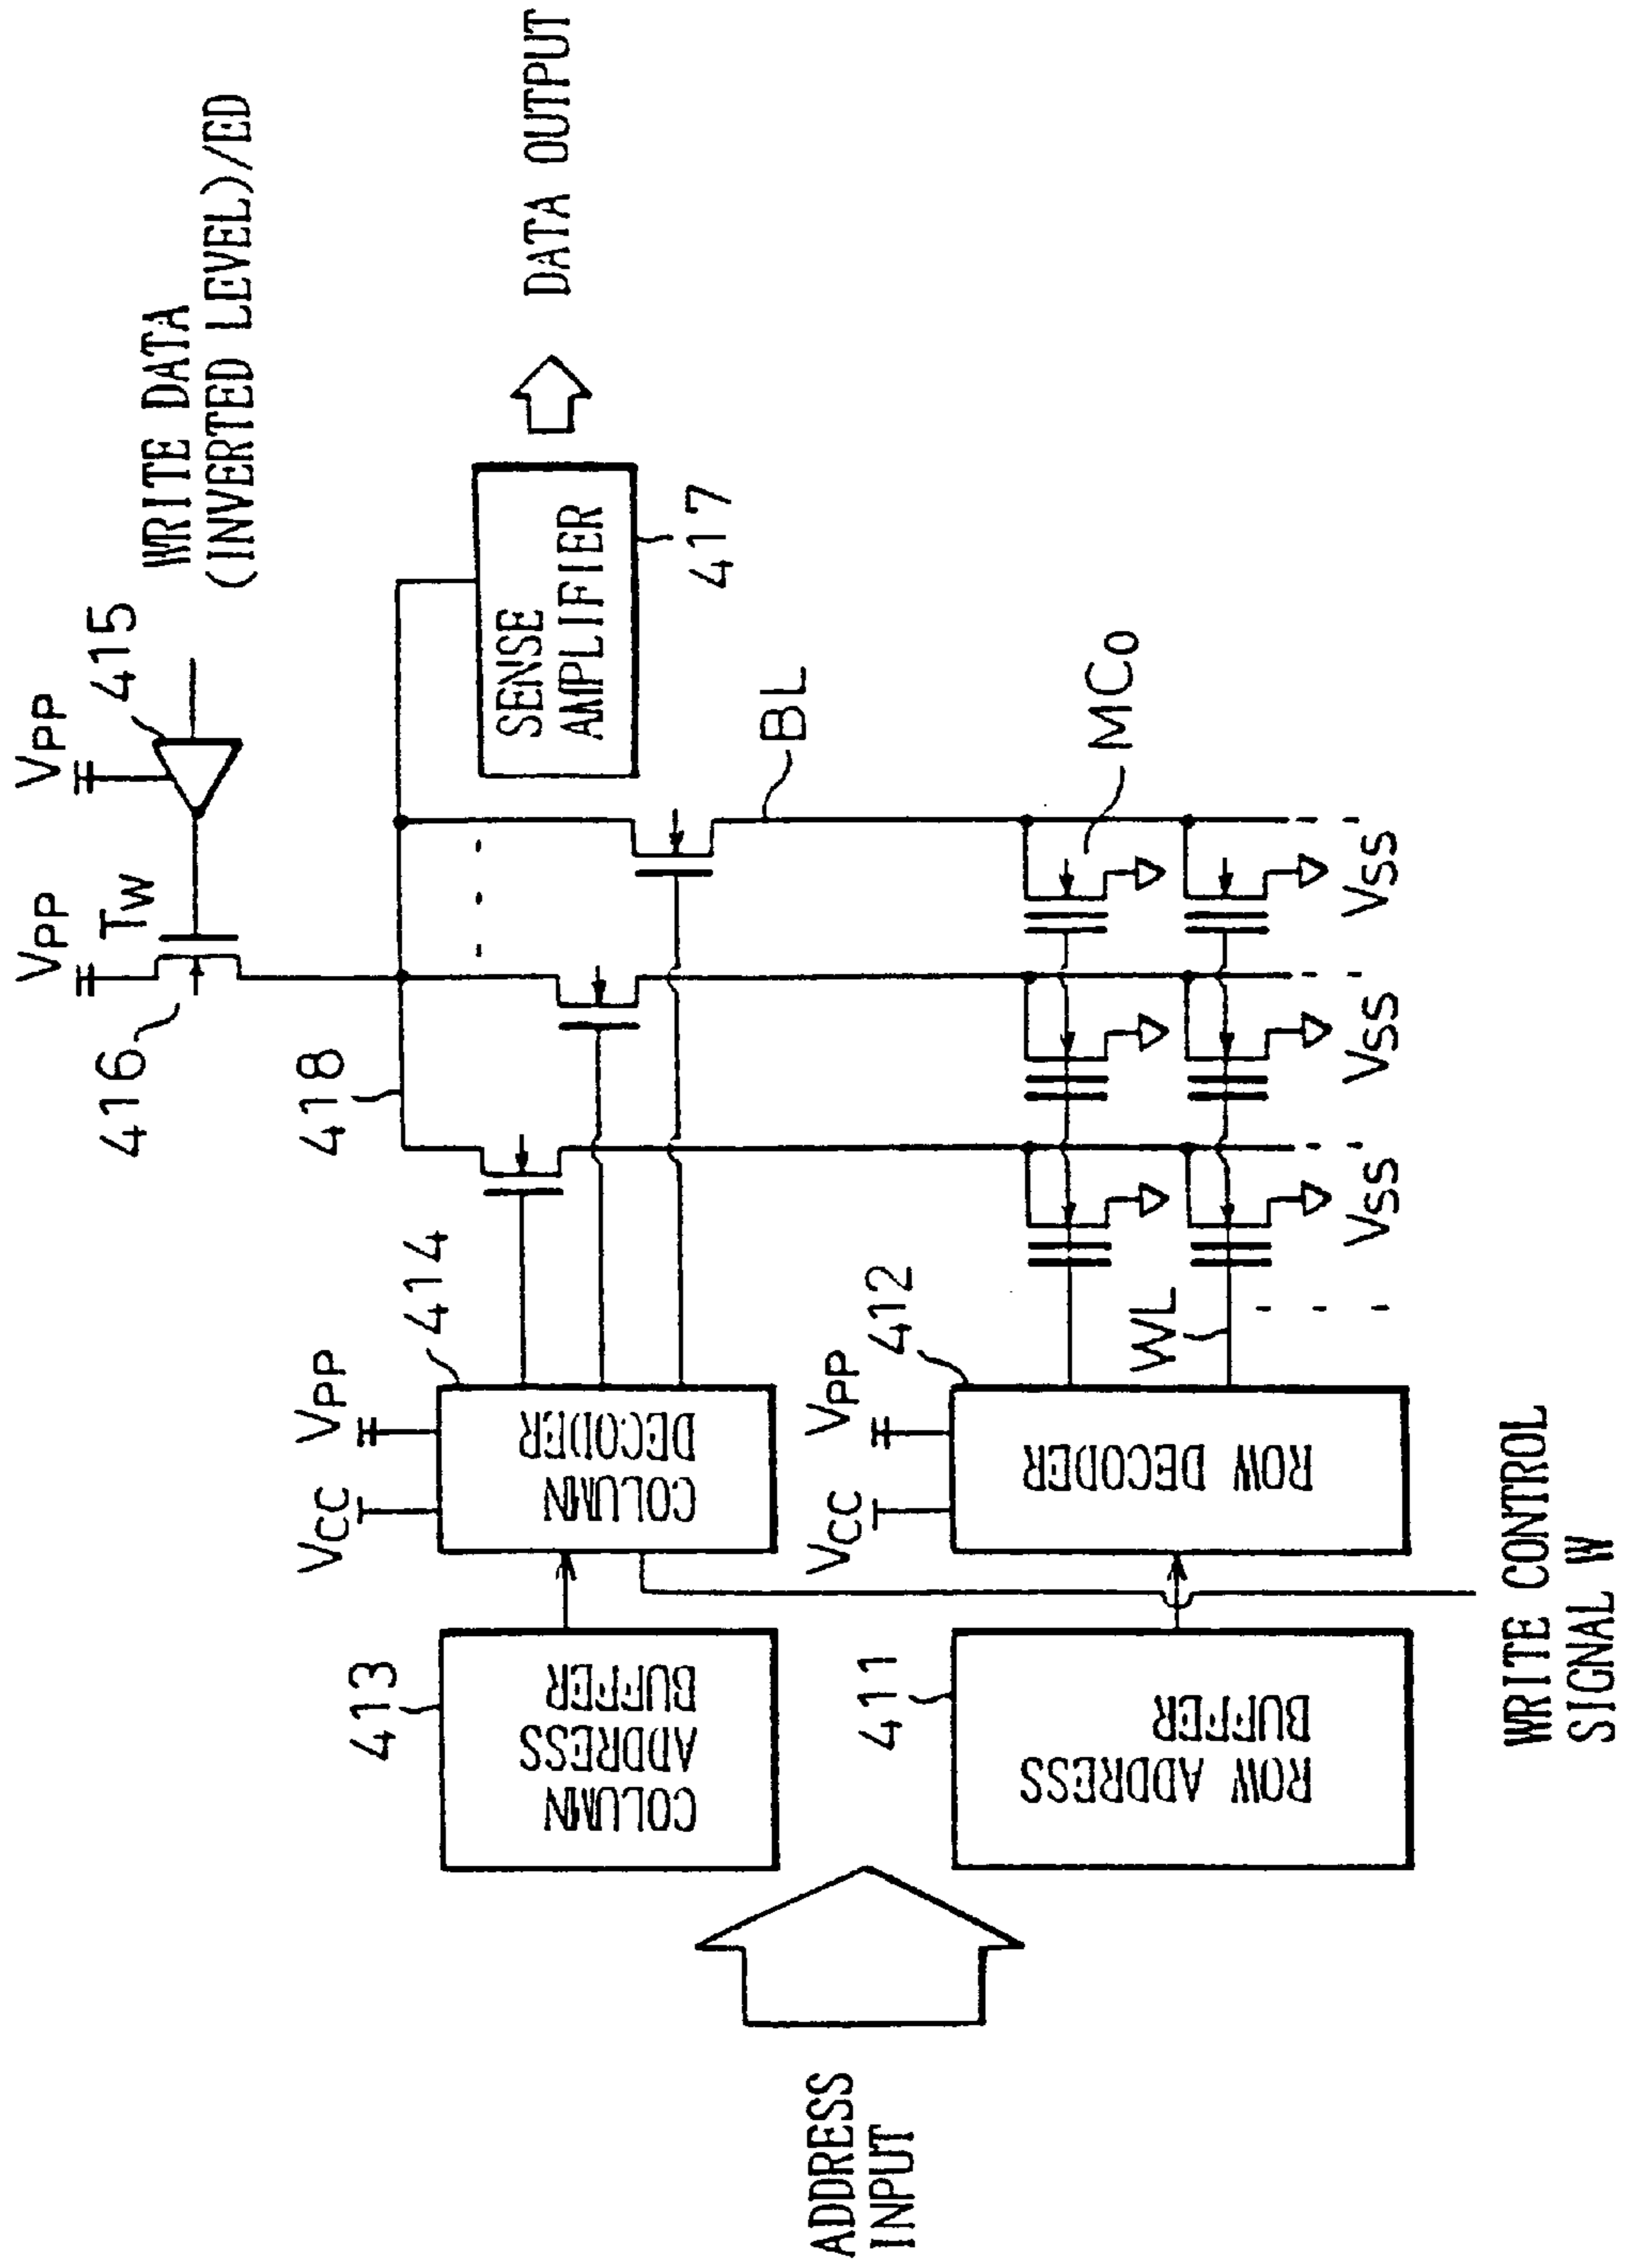 WRITE DATA
(INVERTED LEVEL)/ED
VPP
VPP
415
TW
416
418
DATA OUTPUT
SENSE
AMPLIFIER
417
BL
VCC
VPP
414
COLUMN
DECODER
413
COLUMN
ADDRESS
BUFFER
ADDRESS
INPUT
VCC
VPP
412
ROW DECODER
411
ROW ADDRESS
BUFFER
WL
MC0
VSS
VSS
VSS
WRITE CONTROL
SIGNAL W